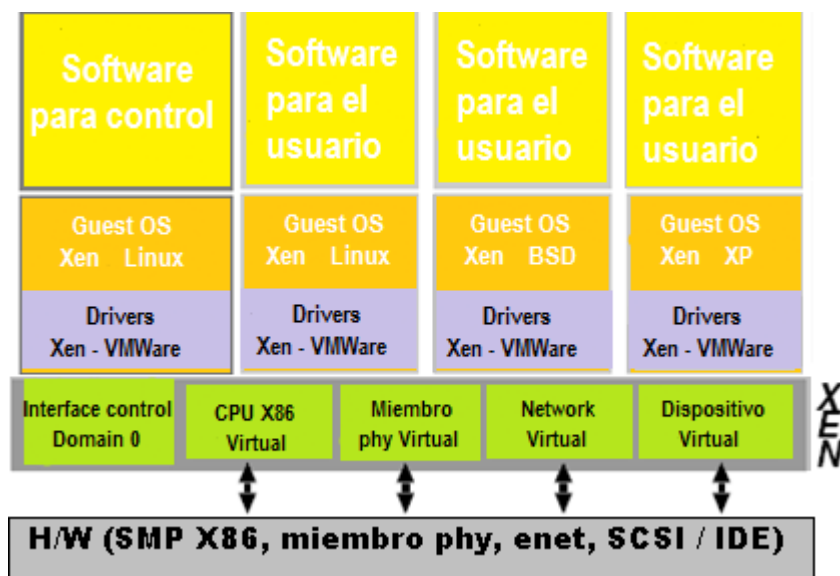 Software
para control
Software
para el
usuario
Software
para el
usuario
Software
para el
usuario
Guest OS
Xen Linux
Guest OS
Xen Linux
Guest OS
Xen BSD
Guest OS
Xen XP
Drivers
Xen - VMWare
Drivers
Xen - VMWare
Drivers
Xen - VMWare
Drivers
Xen - VMWare
Interface control
Domain 0
CPU X86
Virtual
Miembro
phy Virtual
Network
Virtual
Dispositivo
Virtual
XEN
H/W (SMP X86, miembro phy, enet, SCSI / IDE)